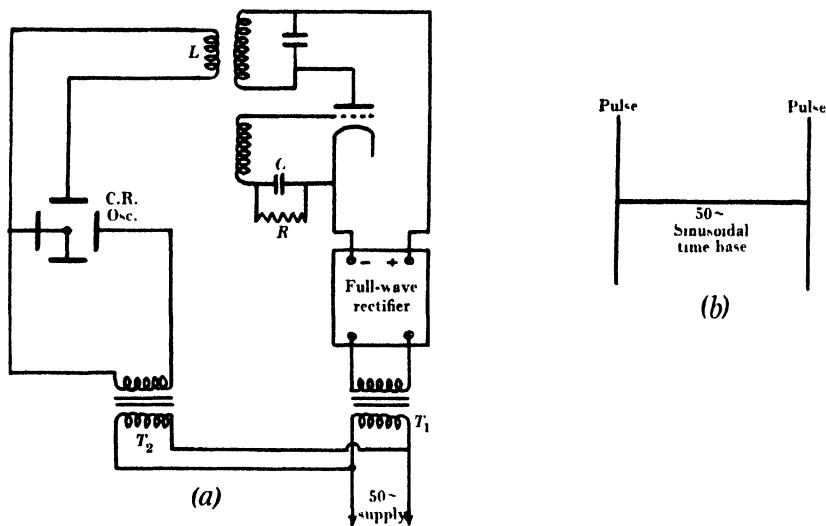 L
C.R.
Osc.
C
R
- +
Full-wave
rectifier
T1
T2
50~
supply
(a)
Pulse Pulse
50~
Sinusoidal
time base
(b)